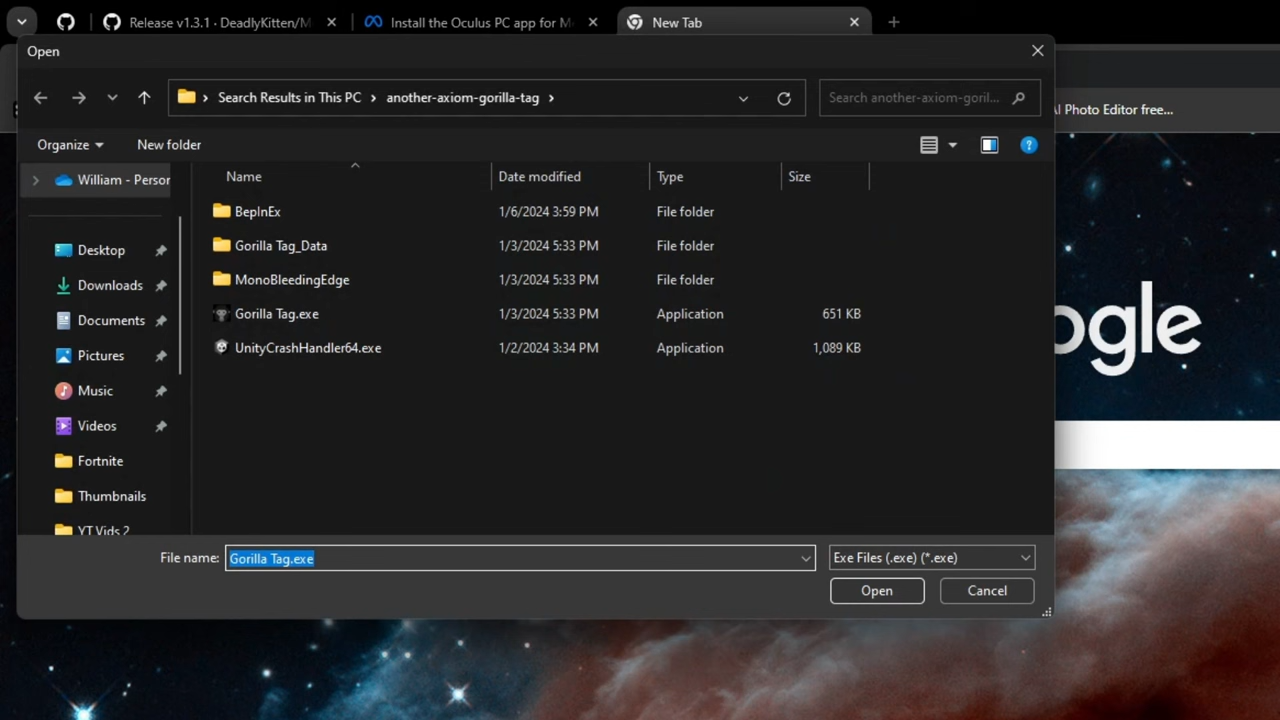 Release v1.3.1 · DeadlyKitten/M
Install the Oculus PC app for M
New Tab
Open
Search Results in This PC
another-axiom-gorilla-tag
Search another-axiom-goril...
AI Photo Editor free...
Organize
New folder
William - Person
Name
Date modified
Type
Size
BepInEx
1/6/2024 3:59 PM
File folder
Gorilla Tag_Data
1/3/2024 5:33 PM
File folder
MonoBleedingEdge
1/3/2024 5:33 PM
File folder
Gorilla Tag.exe
1/3/2024 5:33 PM
Application
651 KB
UnityCrashHandler64.exe
1/2/2024 3:34 PM
Application
1,089 KB
Desktop
Downloads
Documents
Pictures
Music
Videos
Fortnite
Thumbnails
YT Vids 2
ogle
File name:
Gorilla Tag.exe
Exe Files (.exe) (*.exe)
Open
Cancel